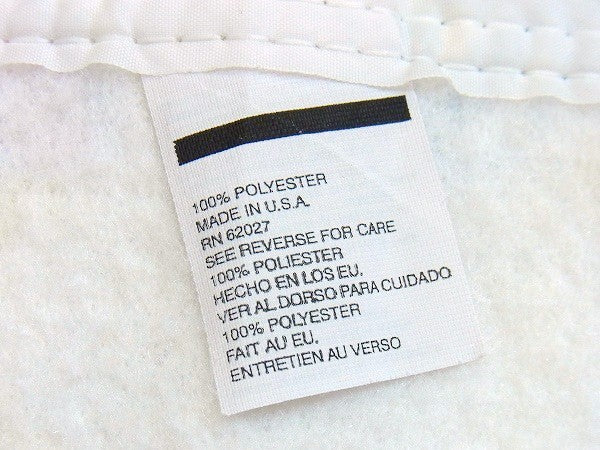 100% POLYESTER
MADE IN U.S.A.
RN 62027
SEE REVERSE FOR CARE
100% POLIESTER
HECHO EN LOS EU.
VER AL DORSO PARA CUIDADO
100% POLYESTER
FAIT AU EU.
ENTRETIEN AU VERSO